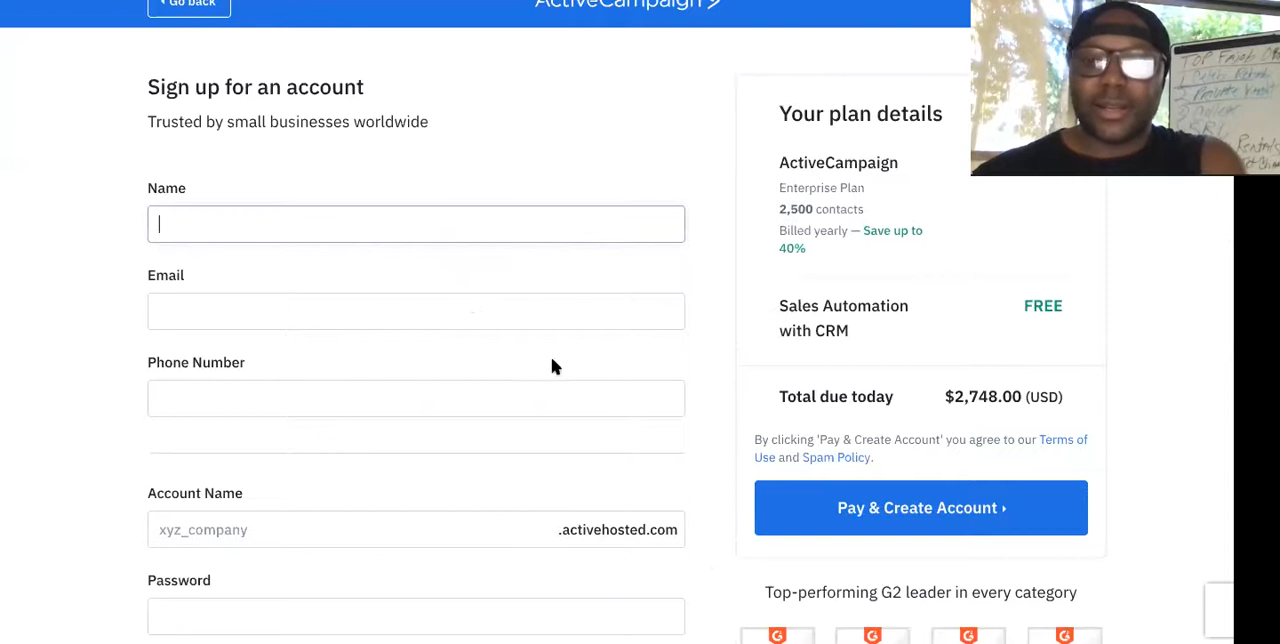 Go back
ActiveCampaign
Sign up for an account
Trusted by small businesses worldwide
Name
Email
Phone Number
Account Name
xyz_company
.activehosted.com
Password
Your plan details
ActiveCampaign
Enterprise Plan
2,500 contacts
Billed yearly — Save up to
40%
Sales Automation
with CRM
FREE
Total due today
$2,748.00 (USD)
By clicking 'Pay & Create Account' you agree to our Terms of
Use and Spam Policy.
Pay & Create Account
Top-performing G2 leader in every category
TOP